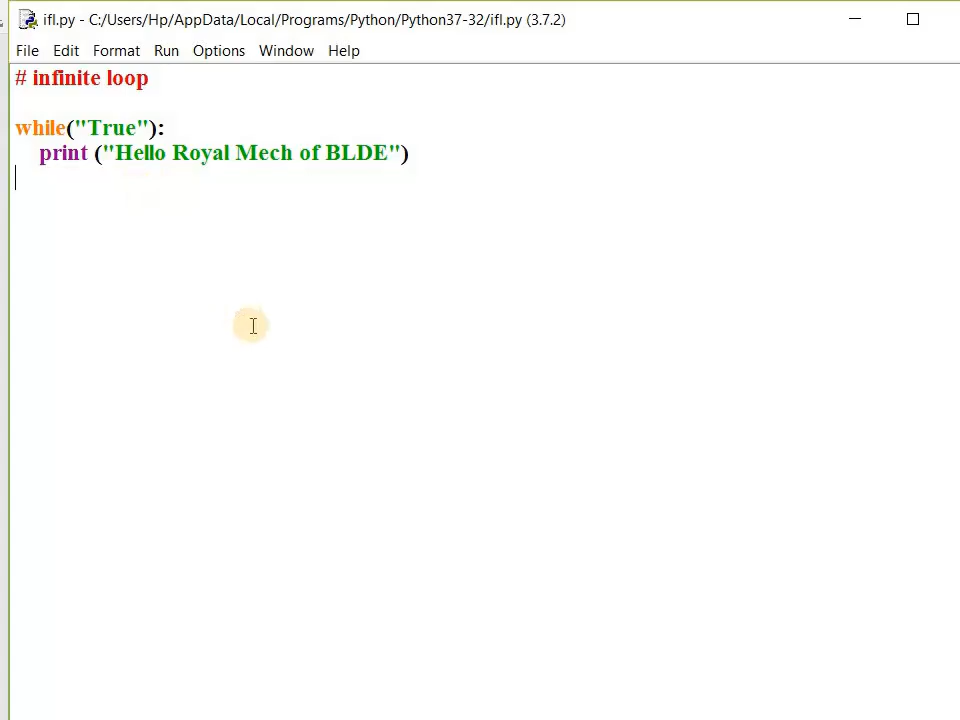 ifl.py - C:/Users/Hp/AppData/Local/Programs/Python/Python37-32/ifl.py (3.7.2)
File Edit Format Run Options Window Help
# infinite loop
while("True"):
print ("Hello Royal Mech of BLDE")